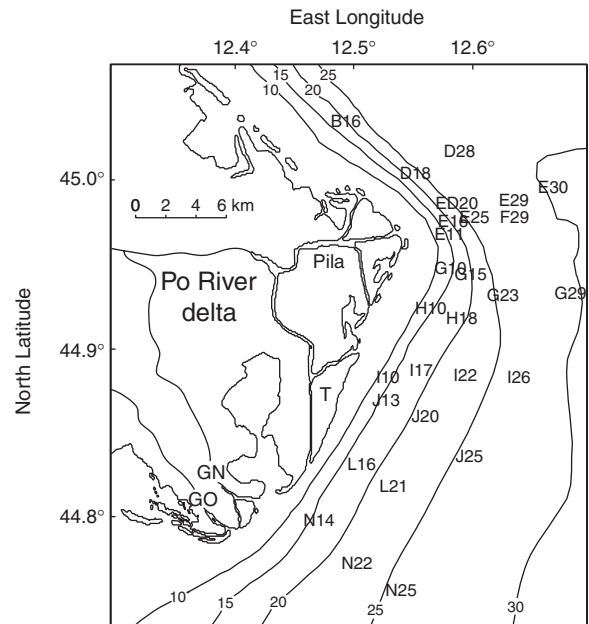 East Longitude
12.4° 12.5° 12.6°
15 25
10 20
B16
D28
D18
45.0°
E30
0 2 4 6 km
ED20 E29
E25 F29
E11
Pila
G10 G15
Po River
delta
G23 G29
H10
H18
North Latitude
44.9°
I17
I10 I22 I26
T
J13
J20
J25
L16
GN
L21
GO
44.8°
N14
N22
N25
10
15 20 25 30